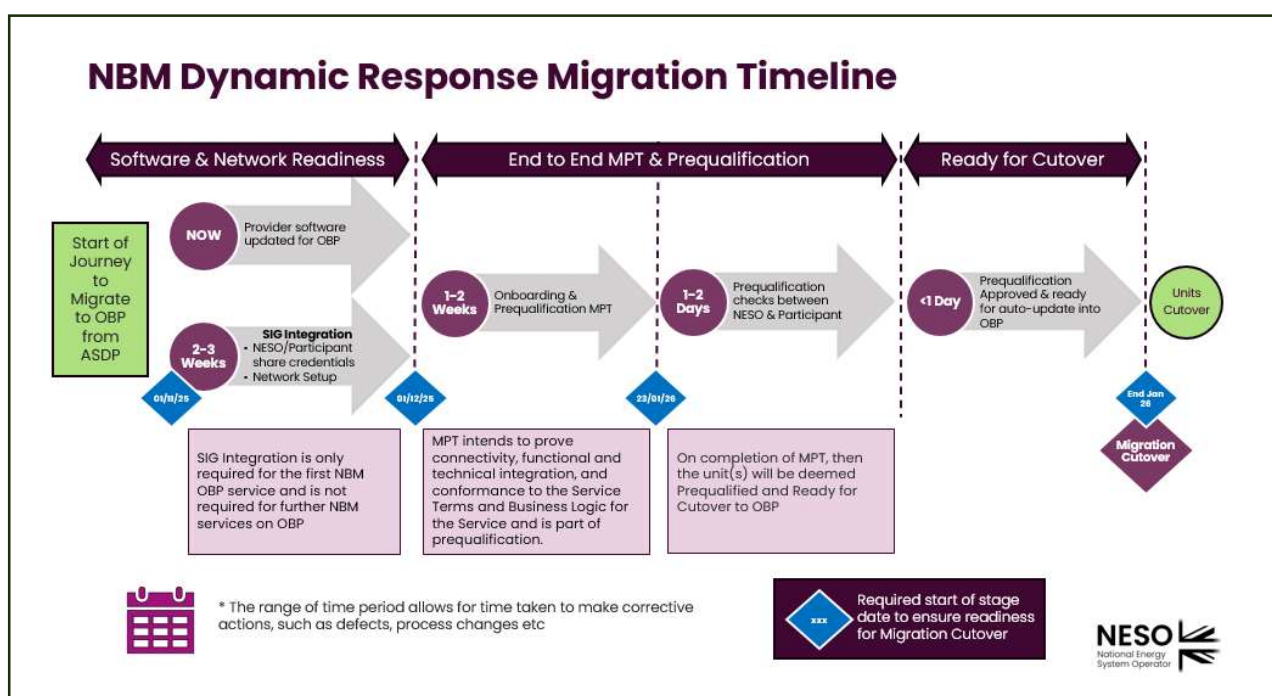 NBM Dynamic Response Migration Timeline
Software & Network Readiness
End to End MPT & Prequalification
Ready for Cutover
Start of
Journey
to
Migrate
to OBP
from
ASDP
NOW
Provider software
updated for OBP
2–3
Weeks
SIG Integration
• NESO/Participant
share credentials
• Network Setup
1–2
Weeks
Onboarding &
Prequalification MPT
1–2
Days
Prequalification
checks between
NESO & Participant
<1 Day
Prequalification
Approved & ready
for auto-update into
OBP
Units
Cutover
01/11/25
01/12/25
23/01/26
End Jan
26
Migration
Cutover
SIG Integration is only
required for the first NBM
OBP service and is not
required for further NBM
services on OBP
MPT intends to prove
connectivity, functional and
technical integration, and
conformance to the Service
Terms and Business Logic for
the Service and is part of
prequalification.
On completion of MPT, then
the unit(s) will be deemed
Prequalified and Ready for
Cutover to OBP
* The range of time period allows for time taken to make corrective
actions, such as defects, process changes etc
xxx
Required start of stage
date to ensure readiness
for Migration Cutover
NESO
National Energy
System Operator